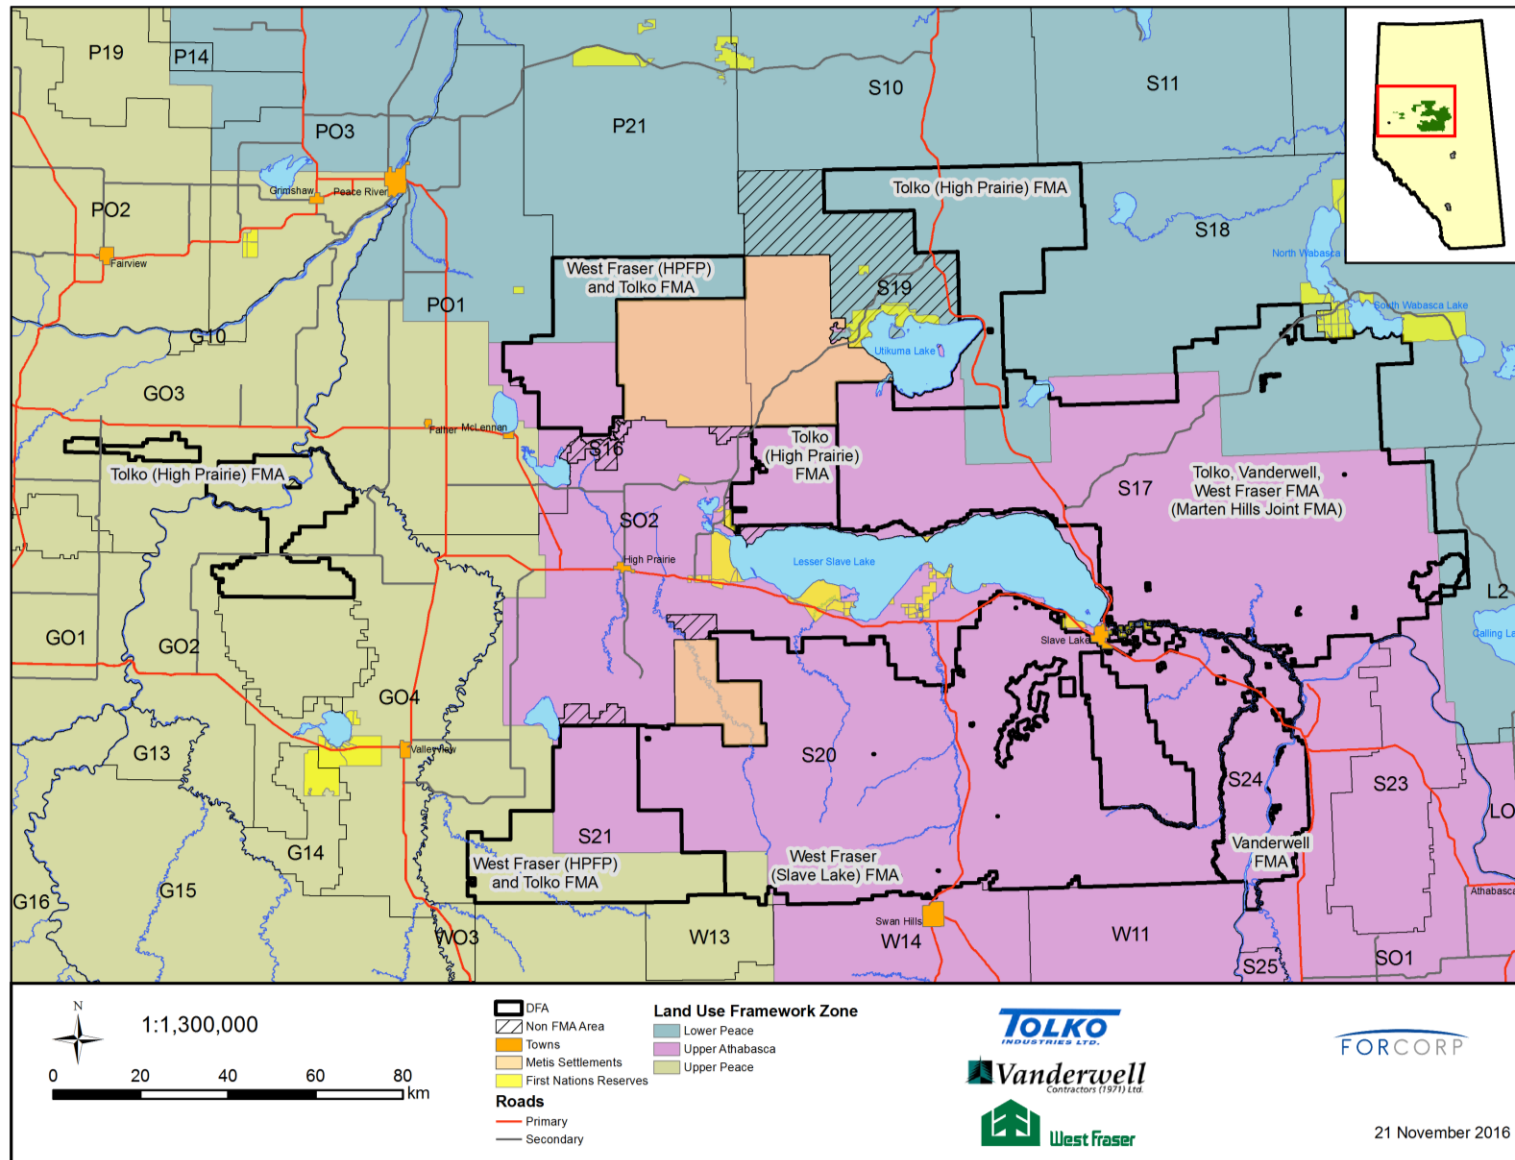 P19
P14
S10
S11
PO3
P21
Tolko (High Prairie) FMA
Grimshaw
Peace River
PO2
S18
North Wabasca
Fairview
West Fraser (HPFP)
and Tolko FMA
S19
PO1
South Wabasca Lake
G10
Utikuma Lake
GO3
Falher
McLennan
S16
Tolko
(High Prairie)
FMA
Tolko (High Prairie) FMA
Tolko, Vanderwell,
West Fraser FMA
(Marten Hills Joint FMA)
S17
SO2
High Prairie
Lesser Slave Lake
L2
GO1
GO2
Slave Lake
Calling La
GO4
G13
Valleyview
S20
S24
S23
LO
S21
G14
West Fraser (HPFP)
and Tolko FMA
West Fraser
(Slave Lake) FMA
Vanderwell
FMA
G16
G15
Athabasca
Swan Hills
WO3
W13
W14
W11
S25
SO1
N
1:1,300,000
0 20 40 60 80
km
DFA
Non FMA Area
Towns
Metis Settlements
First Nations Reserves
Roads
Primary
Secondary
Land Use Framework Zone
Lower Peace
Upper Athabasca
Upper Peace
TOLKO
INDUSTRIES LTD.
Vanderwell
Contractors (1971) Ltd.
West Fraser
FORCORP
21 November 2016